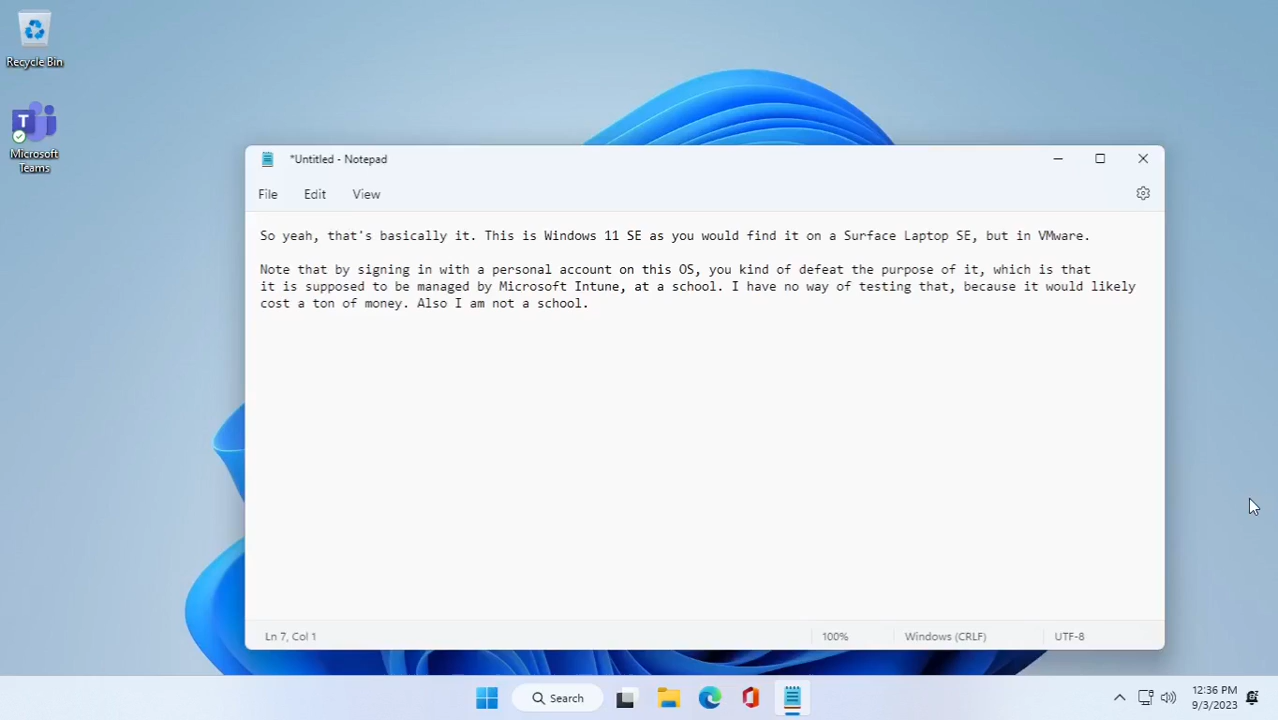 Recycle Bin
Microsoft
Teams
*Untitled - Notepad
File Edit View
So yeah, that's basically it. This is Windows 11 SE as you would find it on a Surface Laptop SE, but in VMware.
Note that by signing in with a personal account on this OS, you kind of defeat the purpose of it, which is that
it is supposed to be managed by Microsoft Intune, at a school. I have no way of testing that, because it would likely
cost a ton of money. Also I am not a school.
Ln 7, Col 1 100% Windows (CRLF) UTF-8
Search
12:36 PM
9/3/2023